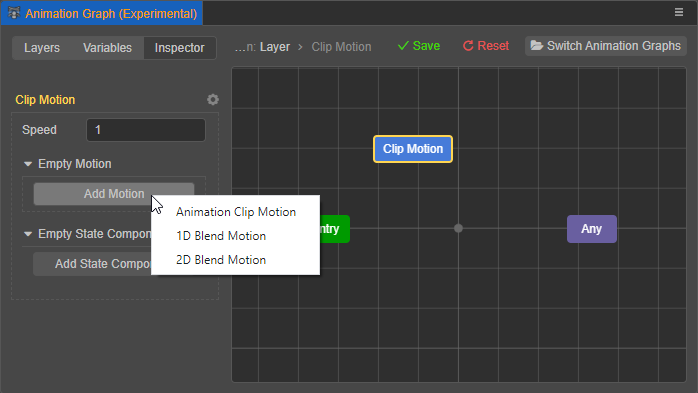 Animation Graph (Experimental)
Layers Variables Inspector ...n: Layer > Clip Motion Save Reset Switch Animation Graphs
Clip Motion
Speed 1
Clip Motion
Empty Motion
Add Motion
Animation Clip Motion
ntry Any
Empty State Compo
1D Blend Motion
2D Blend Motion
Add State Compo